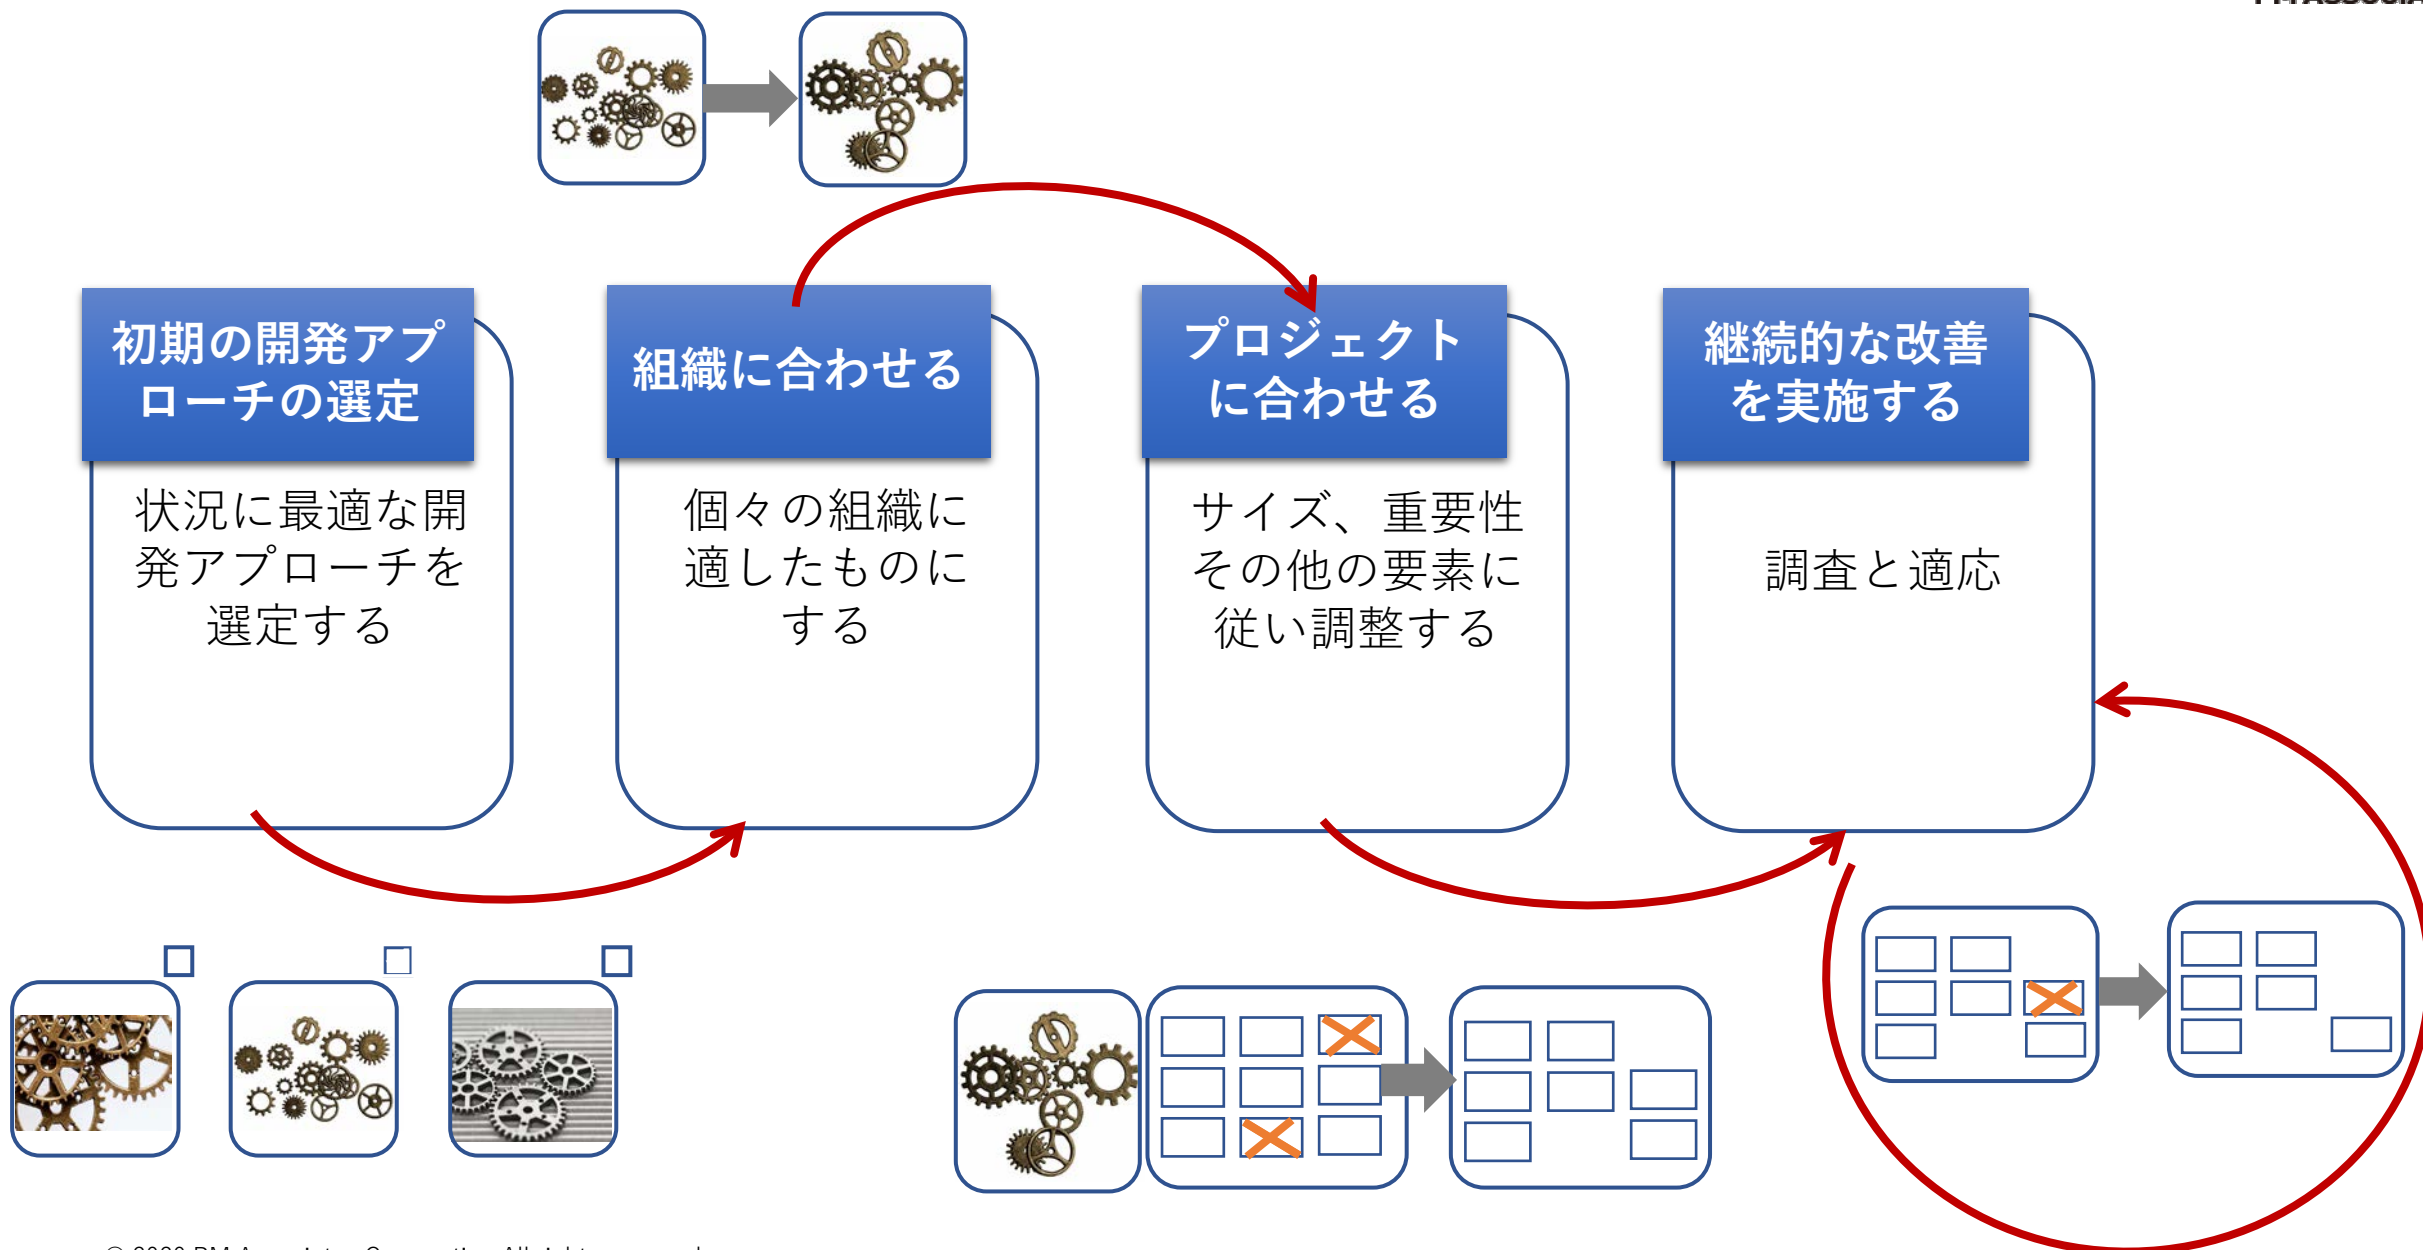 初期の開発アプ
ローチの選定
状況に最適な開
発アプローチを
選定する
組織に合わせる
個々の組織に
適したものに
する
プロジェクト
に合わせる
サイズ、重要性
その他の要素に
従い調整する
継続的な改善
を実施する
調査と適応